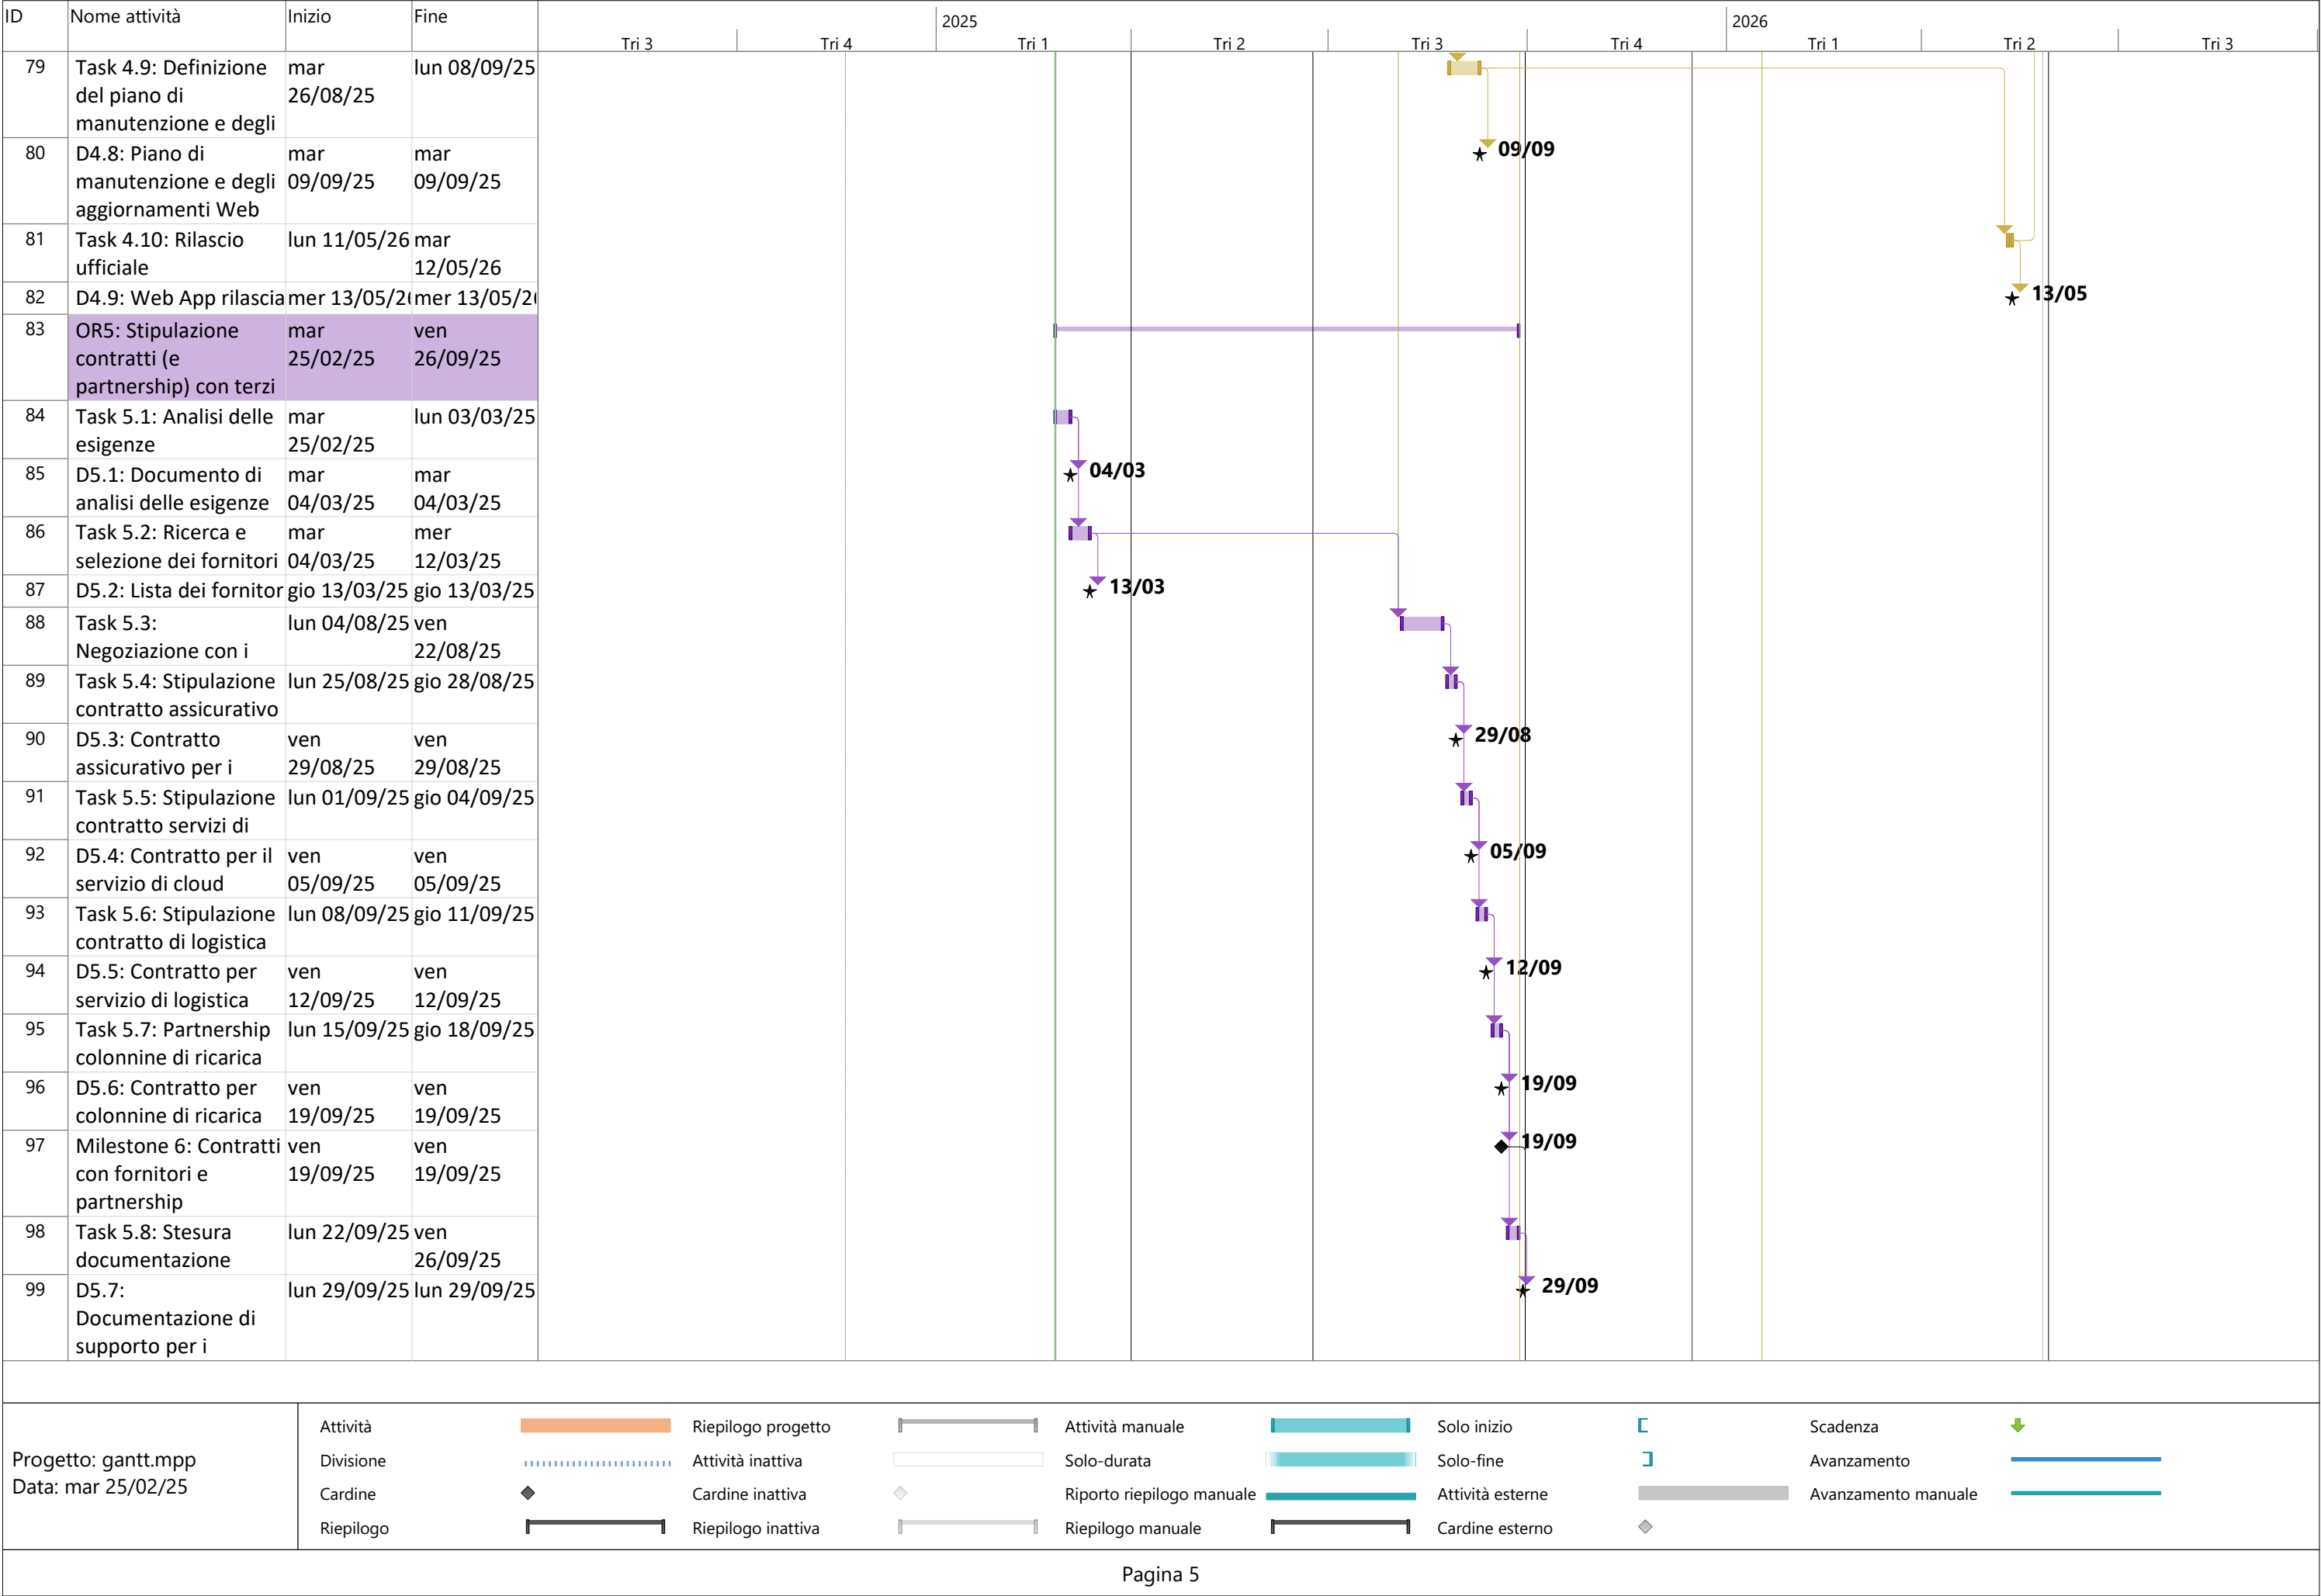 ID Nome attività Inizio Fine
2025 2026
Tri 3 Tri 4 Tri 1 Tri 2 Tri 3 Tri 4 Tri 1 Tri 2 Tri 3
79 Task 4.9: Definizione mar lun 08/09/25
del piano di 26/08/25
manutenzione e degli
80 D4.8: Piano di mar mar 09/09
manutenzione e degli 09/09/25 09/09/25
aggiornamenti Web
81 Task 4.10: Rilascio lun 11/05/26 mar
ufficiale 12/05/26
82 D4.9: Web App rilascia mer 13/05/2 mer 13/05/2 13/05
83 OR5: Stipulazione mar ven
contratti (e 25/02/25 26/09/25
partnership) con terzi
84 Task 5.1: Analisi delle mar lun 03/03/25
esigenze 25/02/25
85 D5.1: Documento di mar mar 04/03
analisi delle esigenze 04/03/25 04/03/25
86 Task 5.2: Ricerca e mar mer
selezione dei fornitori 04/03/25 12/03/25
87 D5.2: Lista dei fornitor gio 13/03/25 gio 13/03/25 13/03
88 Task 5.3: lun 04/08/25 ven
Negoziazione con i 22/08/25
89 Task 5.4: Stipulazione lun 25/08/25 gio 28/08/25
contratto assicurativo
90 D5.3: Contratto ven ven 29/08
assicurativo per i 29/08/25 29/08/25
91 Task 5.5: Stipulazione lun 01/09/25 gio 04/09/25
contratto servizi di
92 D5.4: Contratto per il ven ven 05/09
servizio di cloud 05/09/25 05/09/25
93 Task 5.6: Stipulazione lun 08/09/25 gio 11/09/25
contratto di logistica
94 D5.5: Contratto per ven ven 12/09
servizio di logistica 12/09/25 12/09/25
95 Task 5.7: Partnership lun 15/09/25 gio 18/09/25
colonnine di ricarica
96 D5.6: Contratto per ven ven 19/09
colonnine di ricarica 19/09/25 19/09/25
97 Milestone 6: Contratti ven ven 19/09
con fornitori e 19/09/25 19/09/25
partnership
98 Task 5.8: Stesura lun 22/09/25 ven
documentazione 26/09/25
99 D5.7: lun 29/09/25 lun 29/09/25 29/09
Documentazione di
supporto per i
Progetto: gantt.mpp
Data: mar 25/02/25
Attività Riepilogo progetto Attività manuale Solo inizio Scadenza
Divisione Attività inattiva Solo-durata Solo-fine Avanzamento
Cardine Cardine inattiva Riporto riepilogo manuale Attività esterne Avanzamento manuale
Riepilogo Riepilogo inattiva Riepilogo manuale Cardine esterno
Pagina 5